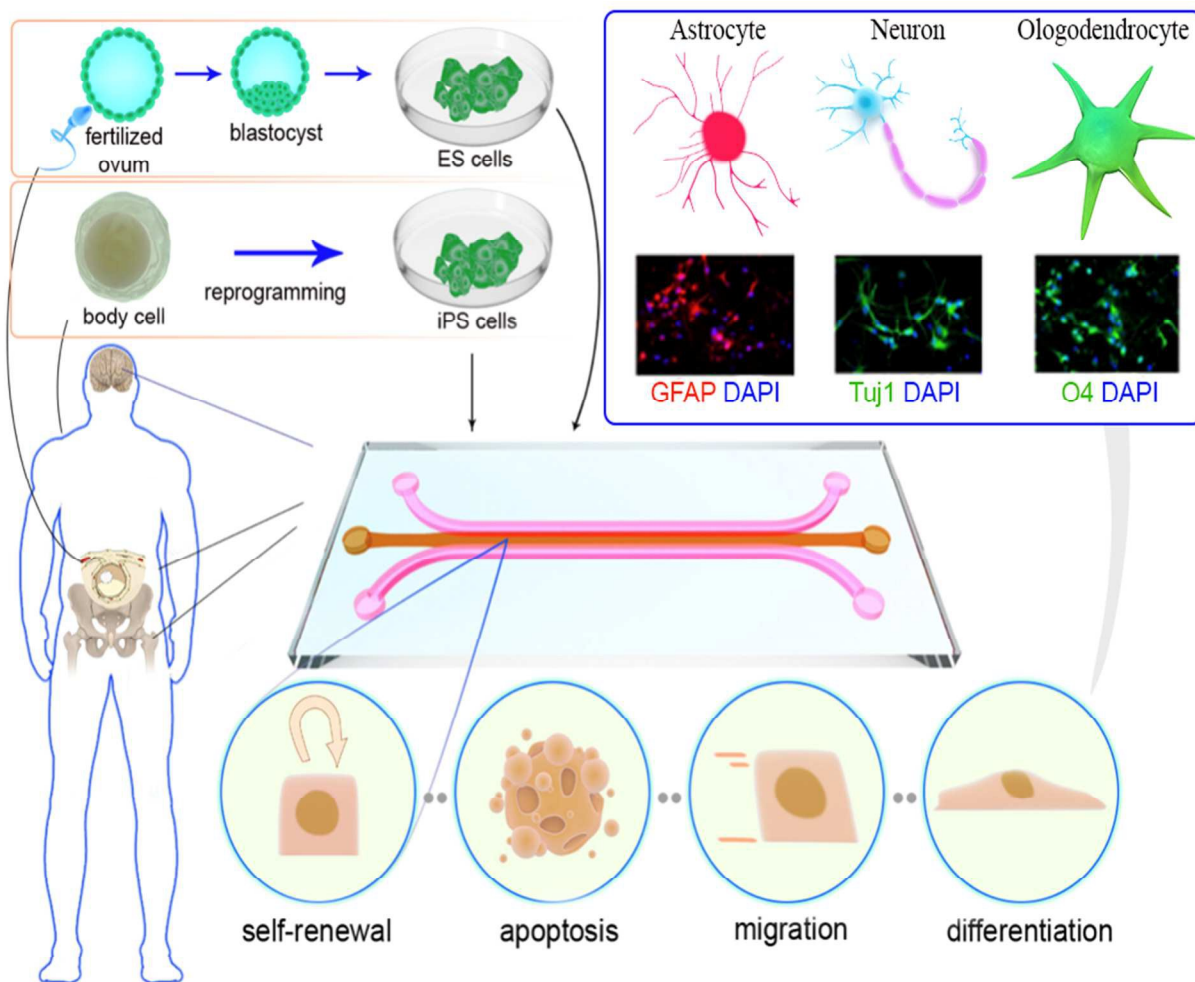 fertilized
ovum
blastocyst
ES cells
body cell
reprogramming
iPS cells
Astrocyte
Neuron
Ologodendrocyte
GFAP DAPI
Tuj1 DAPI
O4 DAPI
self-renewal
apoptosis
migration
differentiation